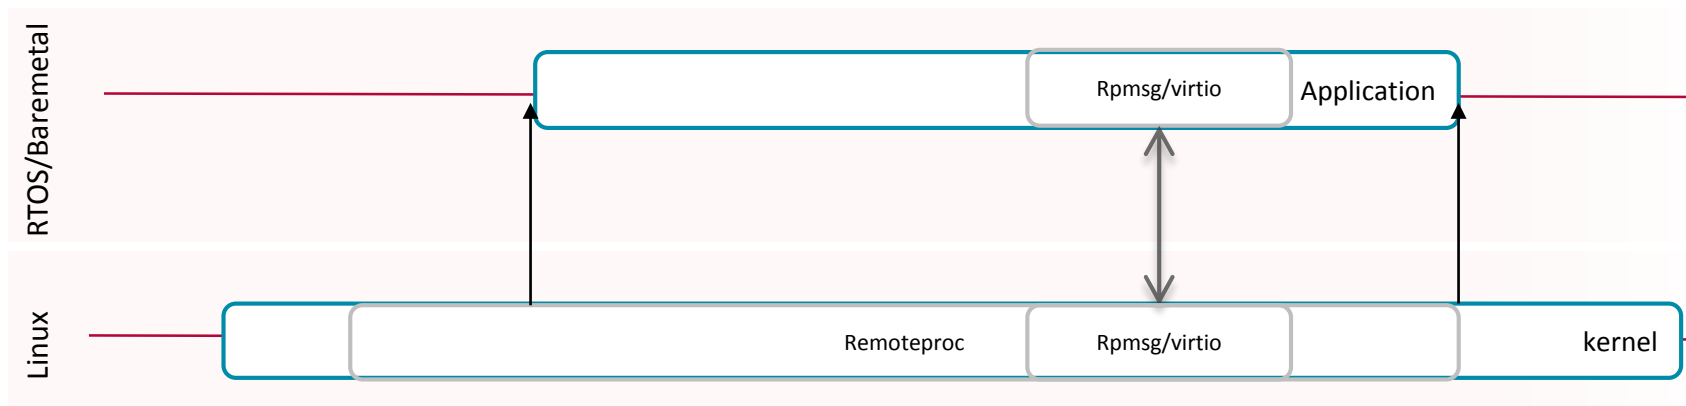 RTOS/Baremetal
Rpmsg/virtio
Application
Linux
Remoteproc
Rpmsg/virtio
kernel